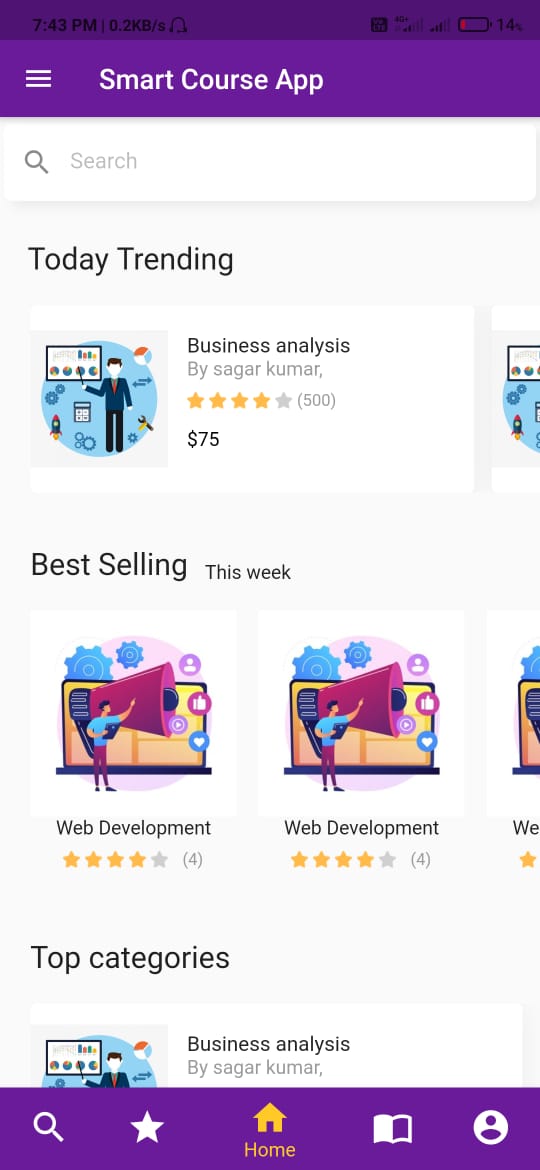 7:43 PM | 0.2KB/s
4G+ 14%
Smart Course App
Search
Today Trending
Business analysis
By sagar kumar,
(500)
$75
Best Selling This week
Web Development Web Development We
(4) (4)
Top categories
Business analysis
By sagar kumar,
Home